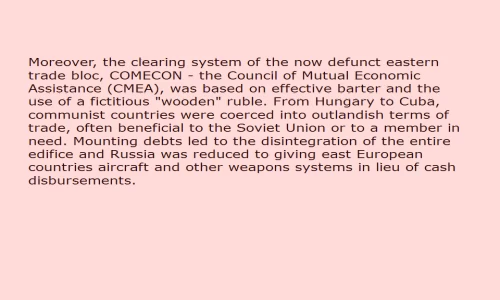 Moreover, the clearing system of the now defunct eastern
trade bloc, COMECON - the Council of Mutual Economic
Assistance (CMEA), was based on effective barter and the
use of a fictitious "wooden" ruble. From Hungary to Cuba,
communist countries were coerced into outlandish terms of
trade, often beneficial to the Soviet Union or to a member in
need. Mounting debts led to the disintegration of the entire
edifice and Russia was reduced to giving east European
countries aircraft and other weapons systems in lieu of cash
disbursements.